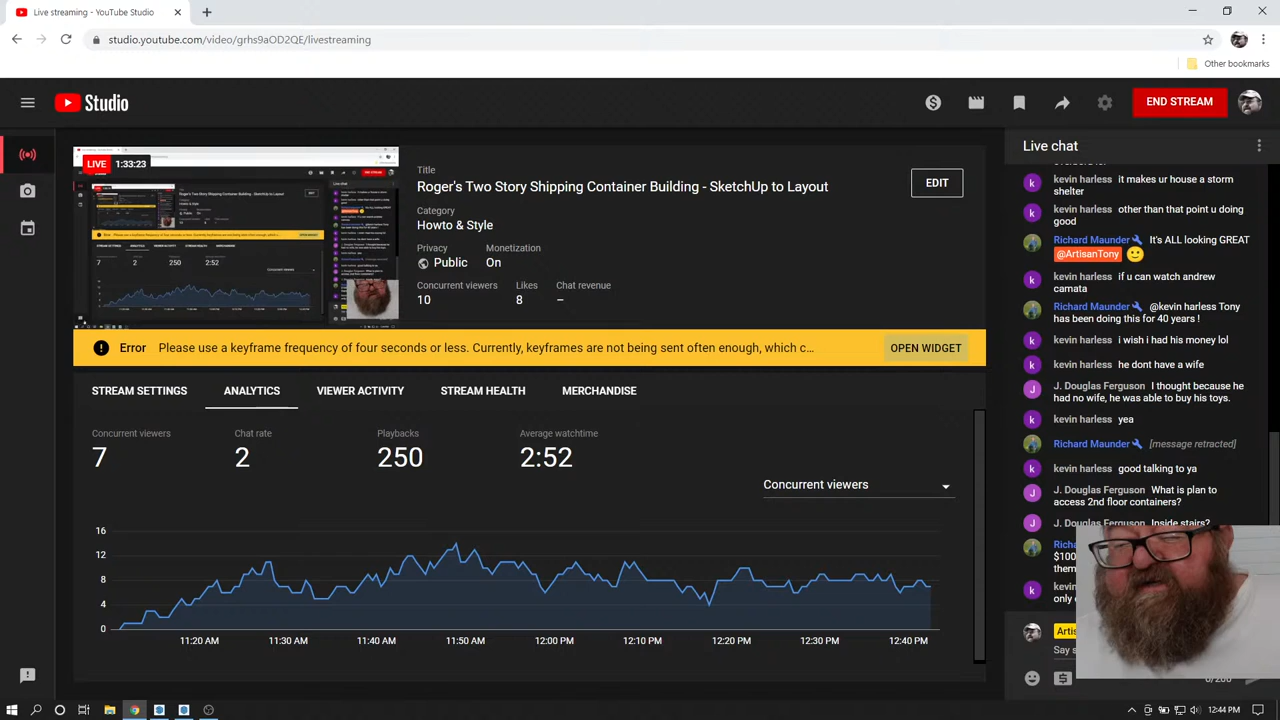 Live streaming - YouTube Studio
studio.youtube.com/video/grhs9aOD2QE/livestreaming
Other bookmarks
Studio
END STREAM
LIVE 1:33:23
Title
Roger's Two Story Shipping Container Building - SketchUp to Layout
EDIT
Category
Howto & Style
Privacy Monetization
Public On
Concurrent viewers Likes Chat revenue
10 8 –
Error Please use a keyframe frequency of four seconds or less. Currently, keyframes are not being sent often enough, which c...
OPEN WIDGET
STREAM SETTINGS ANALYTICS VIEWER ACTIVITY STREAM HEALTH MERCHANDISE
Concurrent viewers Chat rate Playbacks Average watchtime
7 2 250 2:52
Concurrent viewers
16
12
8
4
0
11:20 AM 11:30 AM 11:40 AM 11:50 AM 12:00 PM 12:10 PM 12:20 PM 12:30 PM 12:40 PM
Live chat
kevin harless it makes ur house a storm
shelter
kevin harless other than that point its
good
Richard Maunder It's ALL looking GREAT
@ArtisanTony
kevin harless if u can watch andrew
camata
Richard Maunder @kevin harless Tony
has been doing this for 40 years !
kevin harless i wish i had his money lol
kevin harless he dont have a wife
J. Douglas Ferguson I thought because he
had no wife, he was able to buy his toys.
kevin harless yea
Richard Maunder [message retracted]
kevin harless good talking to ya
J. Douglas Ferguson What is plan to
access 2nd floor containers?
J. Douglas Ferguson Inside stairs?
Richa
$100
them
kevin
only
Artis
Say s
0/200
12:44 PM